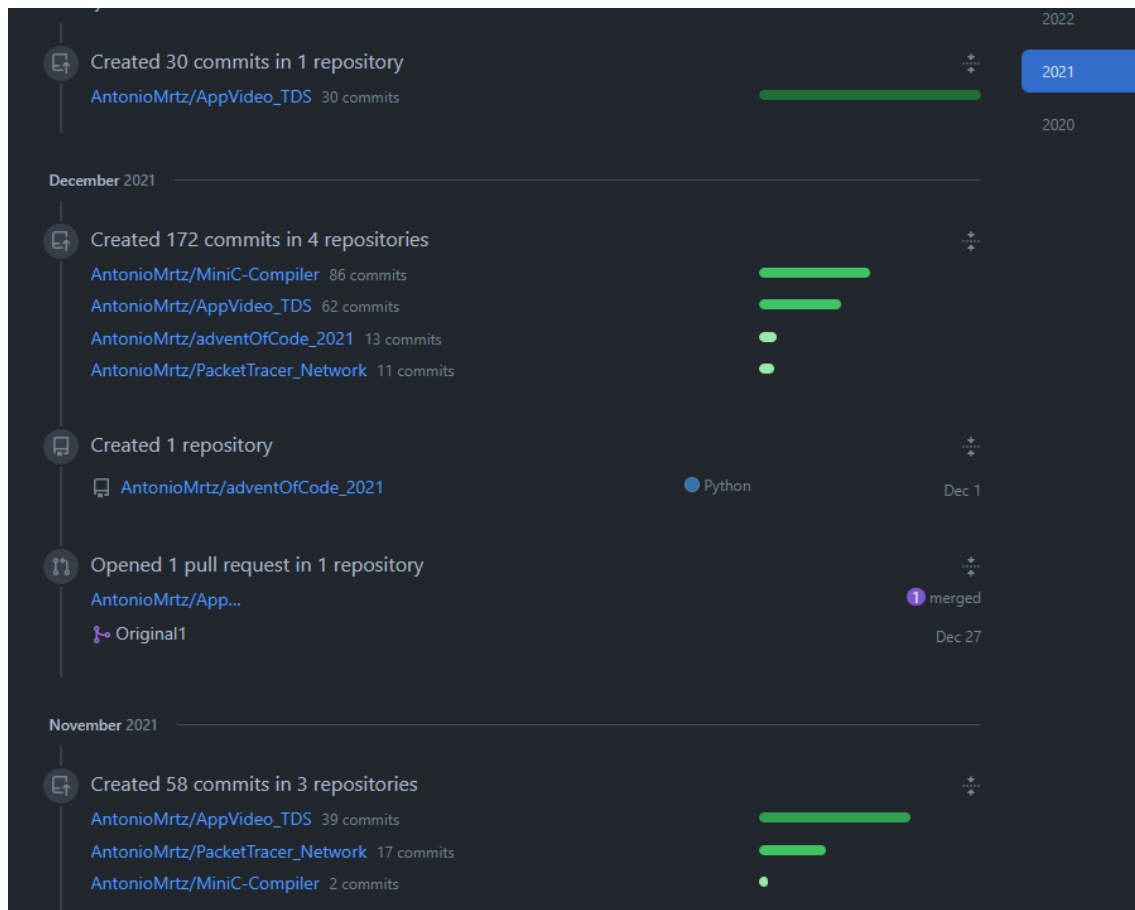 2022
Created 30 commits in 1 repository
2021
AntonioMrtz/AppVideo_TDS 30 commits
2020
December 2021
Created 172 commits in 4 repositories
AntonioMrtz/MiniC-Compiler 86 commits
AntonioMrtz/AppVideo_TDS 62 commits
AntonioMrtz/adventOfCode_2021 13 commits
AntonioMrtz/PacketTracer_Network 11 commits
Created 1 repository
AntonioMrtz/adventOfCode_2021 Python Dec 1
Opened 1 pull request in 1 repository
AntonioMrtz/App... 1 merged
Original1 Dec 27
November 2021
Created 58 commits in 3 repositories
AntonioMrtz/AppVideo_TDS 39 commits
AntonioMrtz/PacketTracer_Network 17 commits
AntonioMrtz/MiniC-Compiler 2 commits